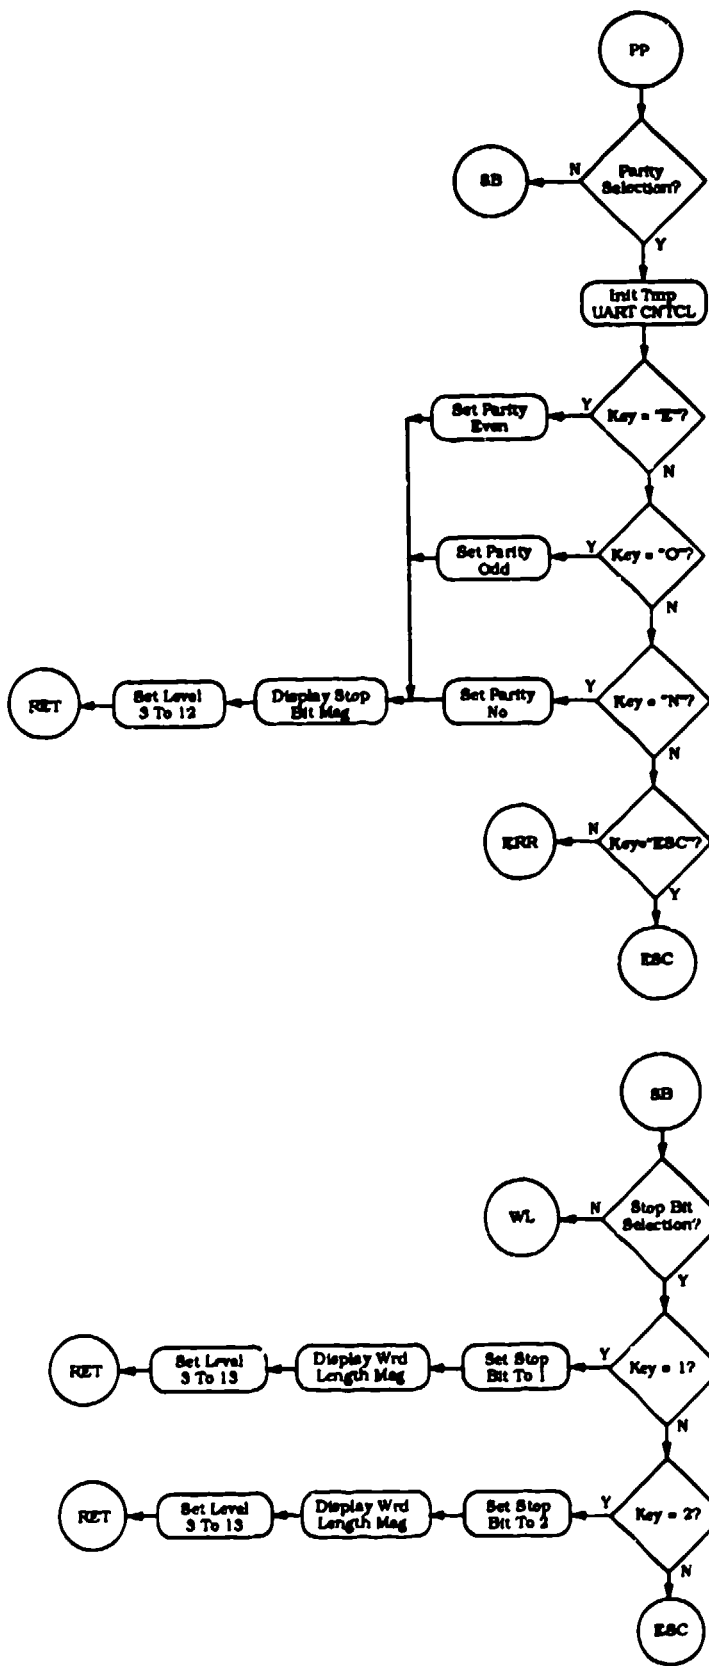 PP
Parity
Selection?
N
SB
Y
Init Tmp
UART CNTCL
Key = "E"?
Y
Set Parity
Even
N
Key = "O"?
Y
Set Parity
Odd
N
Key = "N"?
Y
Set Parity
No
Display Stop
Bit Msg
Set Level
3 To 12
RET
N
Key="ESC"?
N
ERR
Y
ESC
SB
Stop Bit
Selection?
N
WL
Y
Key = 1?
Y
Set Stop
Bit To 1
Display Wrd
Length Msg
Set Level
3 To 13
RET
N
Key = 2?
Y
Set Stop
Bit To 2
Display Wrd
Length Msg
Set Level
3 To 13
RET
N
ESC